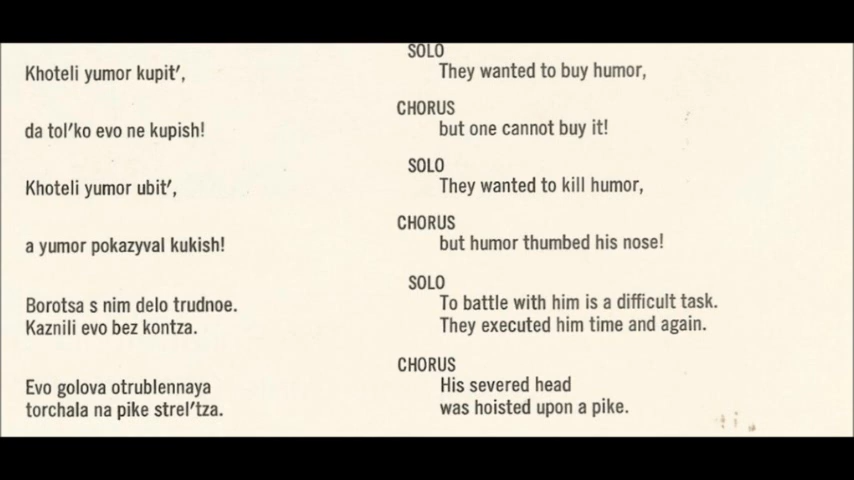 SOLO
Khoteli yumor kupit′, They wanted to buy humor,
CHORUS
da tol′ko evo ne kupish! but one cannot buy it!
SOLO
Khoteli yumor ubit′, They wanted to kill humor,
CHORUS
a yumor pokazyval kukish! but humor thumbed his nose!
SOLO
Borotsa s nim delo trudnoe. To battle with him is a difficult task.
Kaznili evo bez kontza. They executed him time and again.
CHORUS
Evo golova otrublennaya His severed head
torchala na pike strel′tza. was hoisted upon a pike.